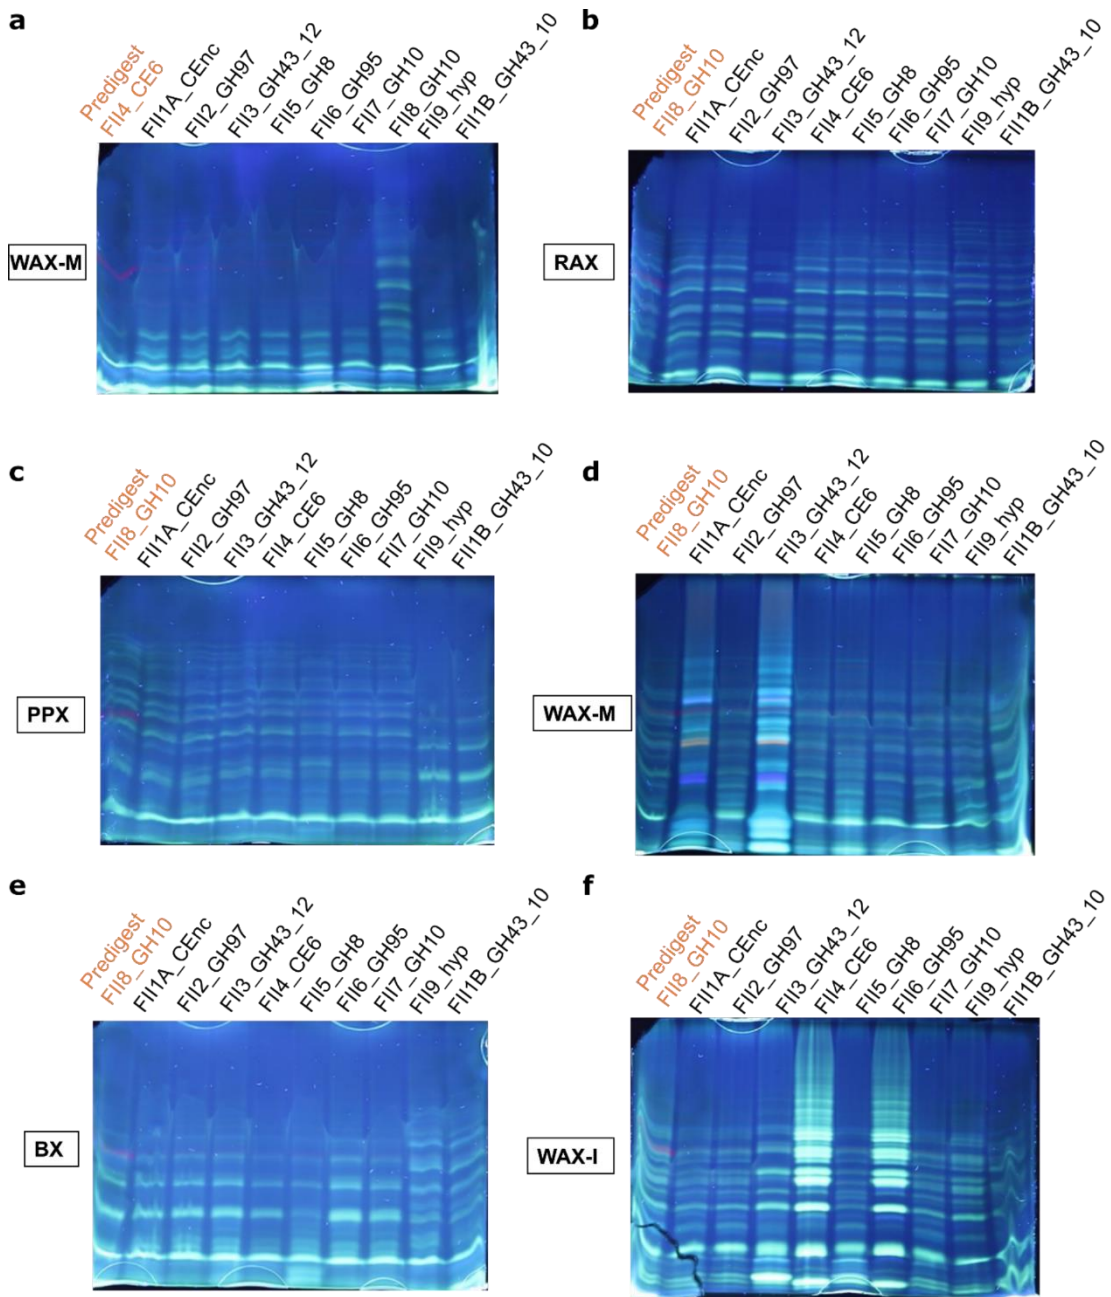 a
Predigest
FII4_CE6
FII1A_CEnc
FII2_GH97
FII3_GH43_12
FII5_GH8
FII6_GH95
FII7_GH10
FII8_GH10
FII9_hyp
FII1B_GH43_10
WAX-M
b
Predigest
FII8_GH10
FII1A_CEnc
FII2_GH97
FII3_GH43_12
FII4_CE6
FII5_GH8
FII6_GH95
FII7_GH10
FII9_hyp
FII1B_GH43_10
RAX
c
Predigest
FII8_GH10
FII1A_CEnc
FII2_GH97
FII3_GH43_12
FII4_CE6
FII5_GH8
FII6_GH95
FII7_GH10
FII9_hyp
FII1B_GH43_10
PPX
d
Predigest
FII8_GH10
FII1A_CEnc
FII2_GH97
FII3_GH43_12
FII4_CE6
FII5_GH8
FII6_GH95
FII7_GH10
FII9_hyp
FII1B_GH43_10
WAX-M
e
Predigest
FII8_GH10
FII1A_CEnc
FII2_GH97
FII3_GH43_12
FII4_CE6
FII5_GH8
FII6_GH95
FII7_GH10
FII9_hyp
FII1B_GH43_10
BX
f
Predigest
FII8_GH10
FII1A_CEnc
FII2_GH97
FII3_GH43_12
FII4_CE6
FII5_GH8
FII6_GH95
FII7_GH10
FII9_hyp
FII1B_GH43_10
WAX-I